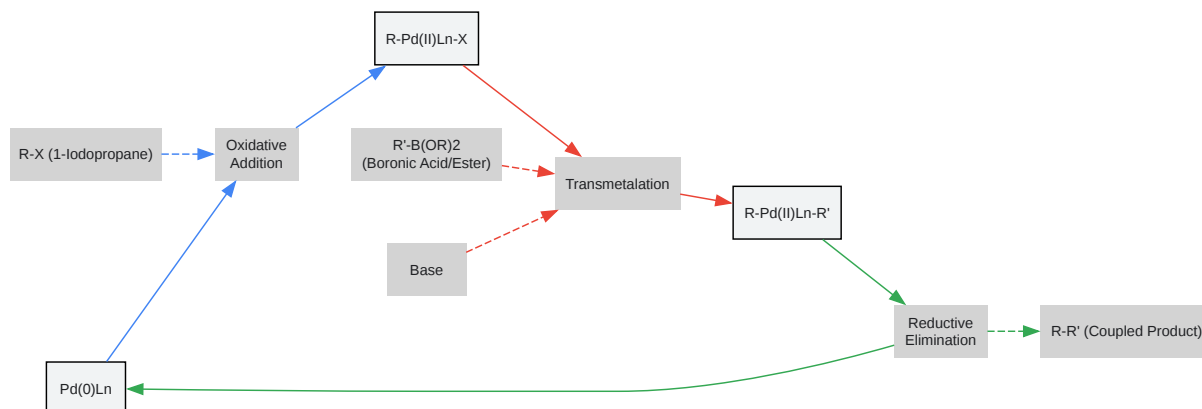 R-Pd(II)Ln-X
R-X (1-Iodopropane)
Oxidative
Addition
R'-B(OR)2
(Boronic Acid/Ester)
Transmetalation
R-Pd(II)Ln-R'
Base
Reductive
Elimination
R-R' (Coupled Product)
Pd(0)Ln